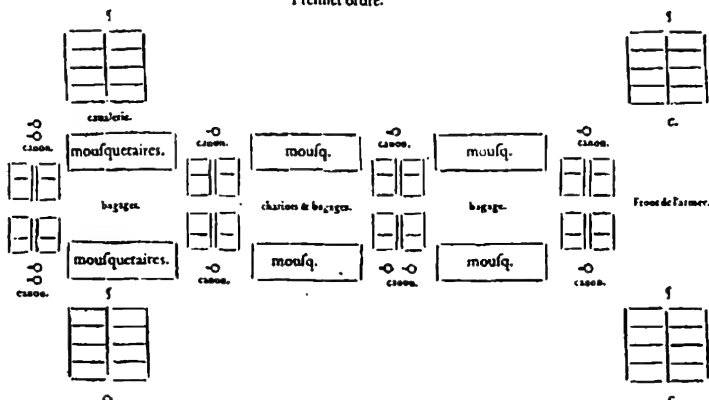 Premier ordre.
¶ ¶
caualerie. C.
canon. canon. canon. canon.
mousquetaires. mousq. mousq.
bagages. chariots & bagages. bagage. Front de l'armee.
mousquetaires. mousq. mousq.
canon. canon. canon. canon.
¶ ¶
C. C.